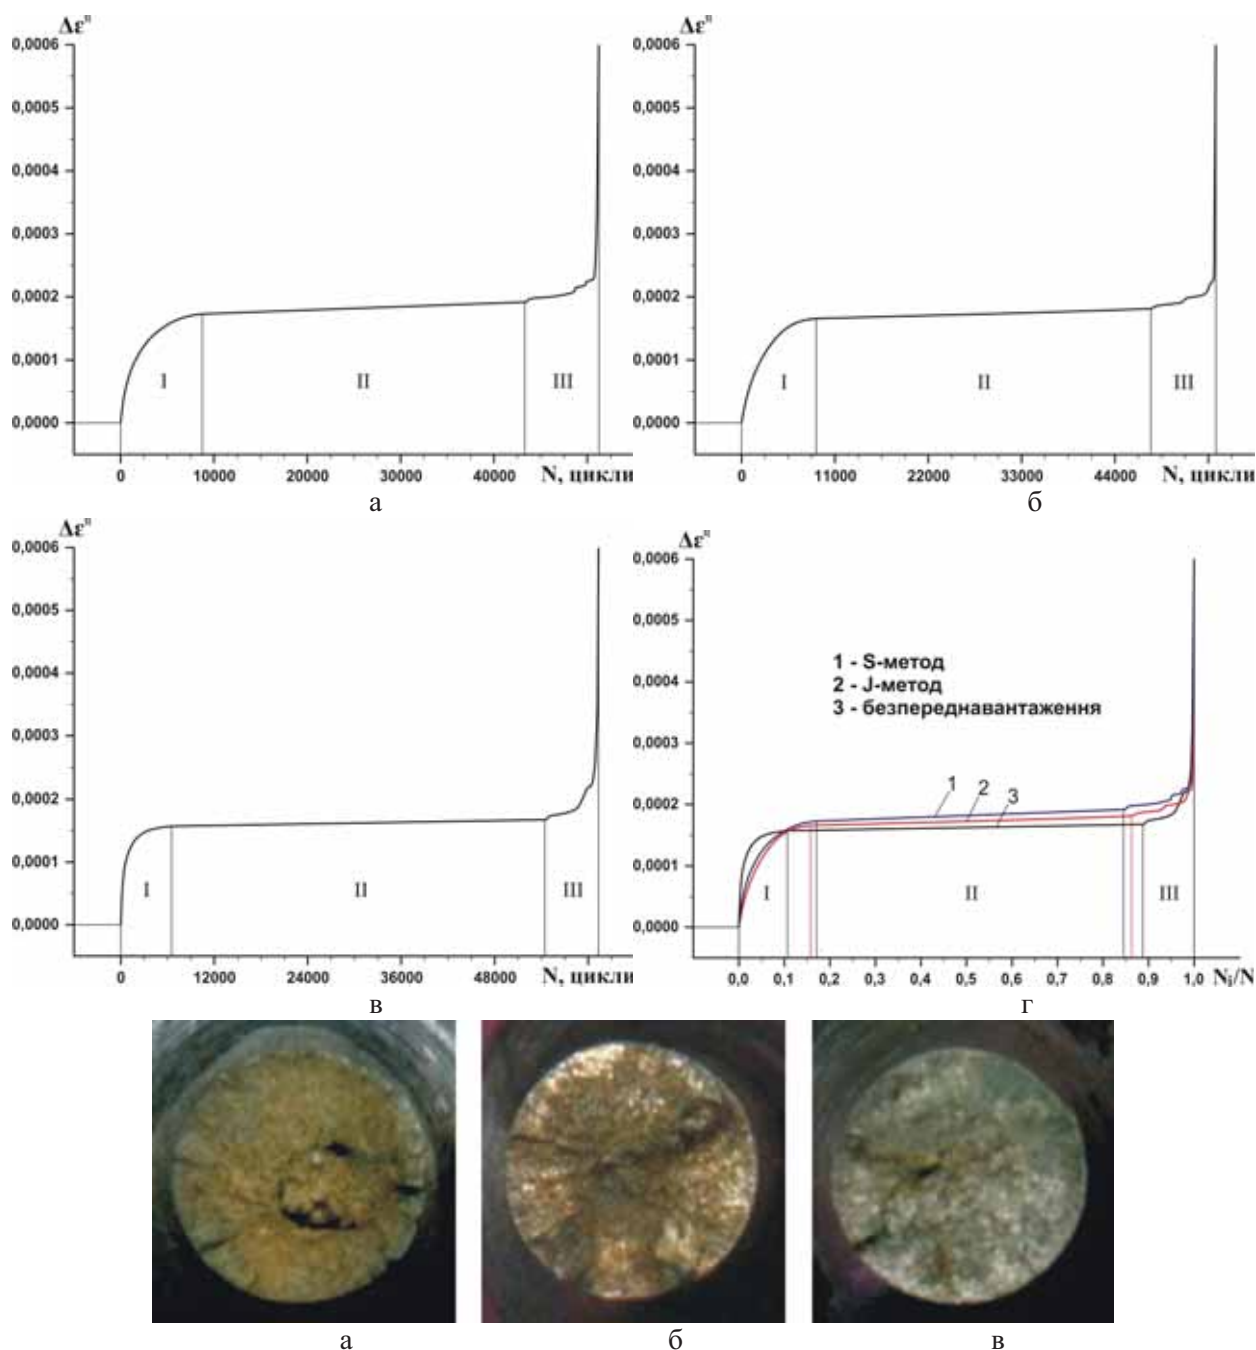 Δεⁿ
0,0006
0,0005
0,0004
0,0003
0,0002
0,0001
0,0000
I II III
0 10000 20000 30000 40000 N, цикли
а
Δεⁿ
0,0006
0,0005
0,0004
0,0003
0,0002
0,0001
0,0000
I II III
0 11000 22000 33000 44000 N, цикли
б
Δεⁿ
0,0006
0,0005
0,0004
0,0003
0,0002
0,0001
0,0000
I II III
0 12000 24000 36000 48000 N, цикли
в
Δεⁿ
0,0006
0,0005
0,0004
0,0003
0,0002
0,0001
0,0000
1 - S-метод
2 - J-метод
3 - безпереднавантаження
1 2 3
I II III
0,0 0,1 0,2 0,3 0,4 0,5 0,6 0,7 0,8 0,9 1,0 Nᵢ/N
г
а б в